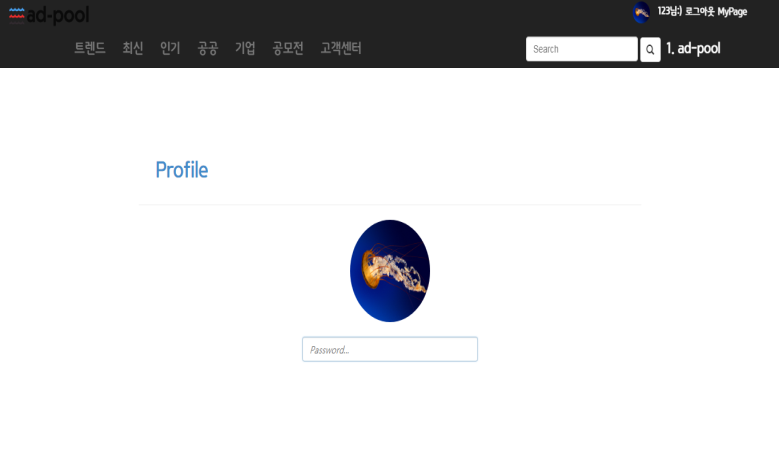 ad-pool
123님:) 로그아웃 MyPage
트렌드 최신 인기 공공 기업 공모전 고객센터
Search
1. ad-pool
Profile
Password...